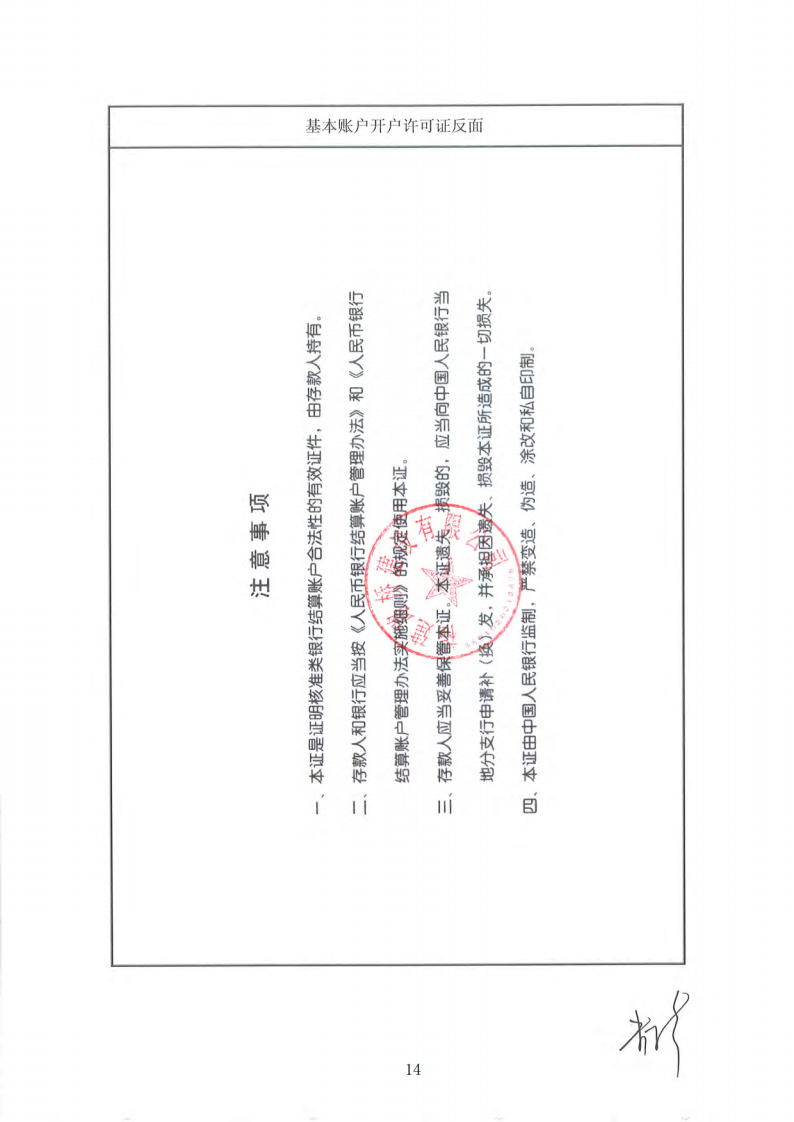 基本账户开户许可证反面
注意事项
一、本证是证明核准类银行结算账户合法性的有效证件，由存款人持有。
二、存款人和银行应当按《人民币银行结算账户管理办法》和《人民币银行
结算账户管理办法实施细则》的规定使用本证。
三、存款人应当妥善保管本证。本证遗失、损毁的，应当向中国人民银行当
地分支行申请补（换）发，并承担因遗失、损毁本证所造成的一切损失。
四、本证由中国人民银行监制，严禁变造、伪造、涂改和私自印制。
14